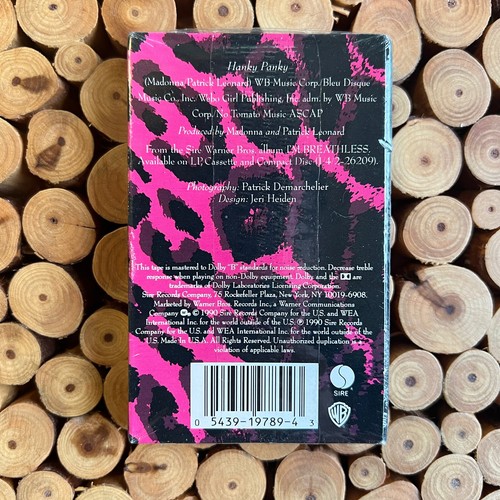 Hanky Panky
(Madonna/Patrick Leonard) WB Music Corp./Bleu Disque
Music Co., Inc. Webo Girl Publishing, Inc. adm. by WB Music
Corp./No Tomato Music ASCAP
Produced by Madonna and Patrick Leonard
From the Sire/Warner Bros. album I'M BREATHLESS.
Available on LP, Cassette and Compact Disc (1-4/2-26209).
Photography: Patrick Demarchelier
Design: Jeri Heiden
This tape is mastered to Dolby "B" standards for noise reduction. Decrease treble
response when playing on non-Dolby equipment. Dolby and the are
trademarks of Dolby Laboratories Licensing Corporation.
Sire Records Company, 75 Rockefeller Plaza, New York, NY 10019-6908.
Marketed by Warner Bros. Records Inc., a Warner Communications
Company © 1990 Sire Records Company for the U.S. and WEA
International Inc. for the world outside of the U.S. ℗ 1990 Sire Records
Company for the U.S. and WEA International Inc. for the world outside of the
U.S. Made In U.S.A. All Rights Reserved. Unauthorized duplication is a
violation of applicable laws.
SIRE
WB
0 5439-19789-4 3